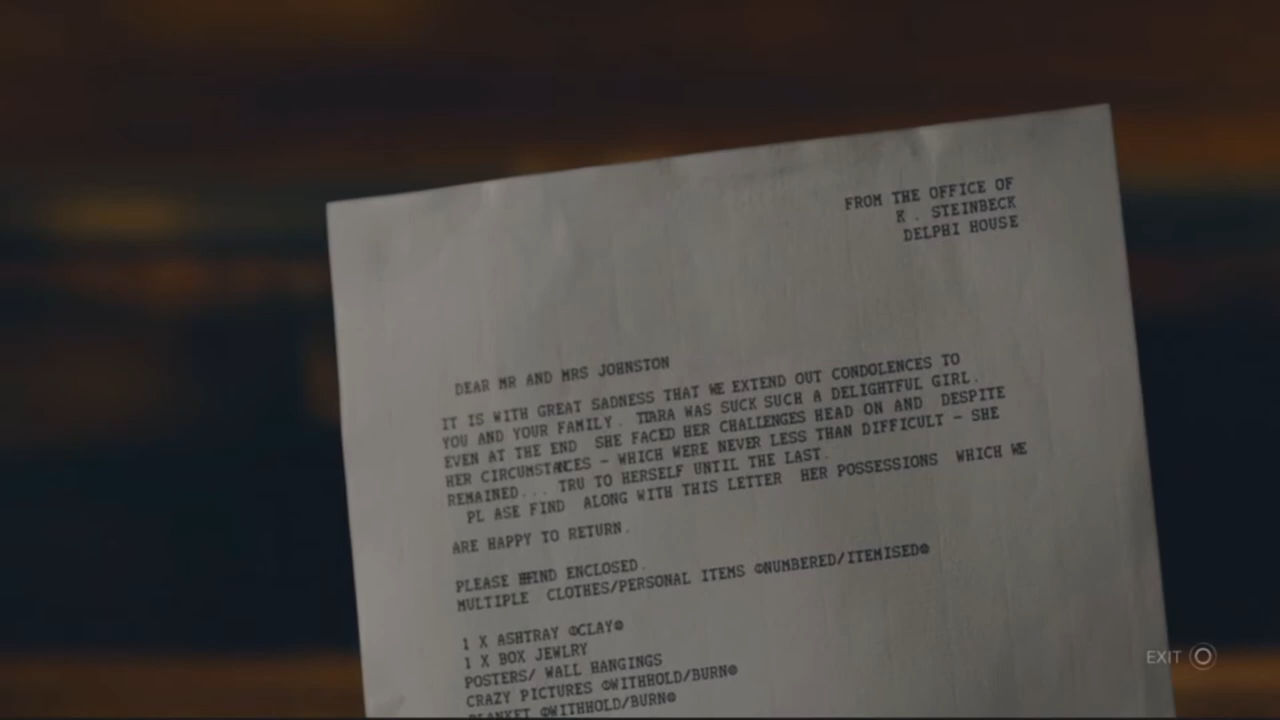 FROM THE OFFICE OF
K . STEINBECK
DELPHI HOUSE
DEAR MR AND MRS JOHNSTON
IT IS WITH GREAT SADNESS THAT WE EXTEND OUT CONDOLENCES TO
YOU AND YOUR FAMILY. TIARA WAS SUCK SUCH A DELIGHTFUL GIRL.
EVEN AT THE END SHE FACED HER CHALLENGES HEAD ON AND DESPITE
HER CIRCUMSTANCES - WHICH WERE NEVER LESS THAN DIFFICULT - SHE
REMAINED... TRU TO HERSELF UNTIL THE LAST.
PL ASE FIND ALONG WITH THIS LETTER HER POSSESSIONS WHICH WE
ARE HAPPY TO RETURN.
PLEASE FIND ENCLOSED.
MULTIPLE CLOTHES/PERSONAL ITEMS @NUMBERED/ITEMISED@
1 X ASHTRAY @CLAY@
1 X BOX JEWLRY
POSTERS/ WALL HANGINGS
CRAZY PICTURES @WITHHOLD/BURN@
BLANKET @WITHHOLD/BURN@
EXIT